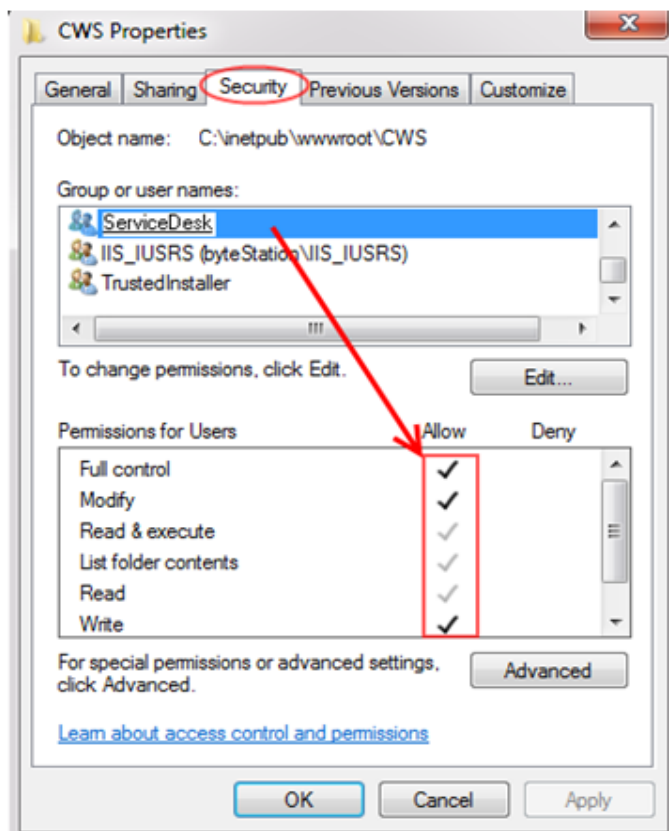 CWS Properties
General Sharing Security Previous Versions Customize
Object name: C:\inetpub\wwwroot\CWS
Group or user names:
ServiceDesk
IIS_IUSRS (byteStation\IIS_IUSRS)
TrustedInstaller
To change permissions, click Edit.
Edit...
Permissions for Users Allow Deny
Full control
Modify
Read & execute
List folder contents
Read
Write
For special permissions or advanced settings,
click Advanced.
Advanced
Learn about access control and permissions
OK Cancel Apply